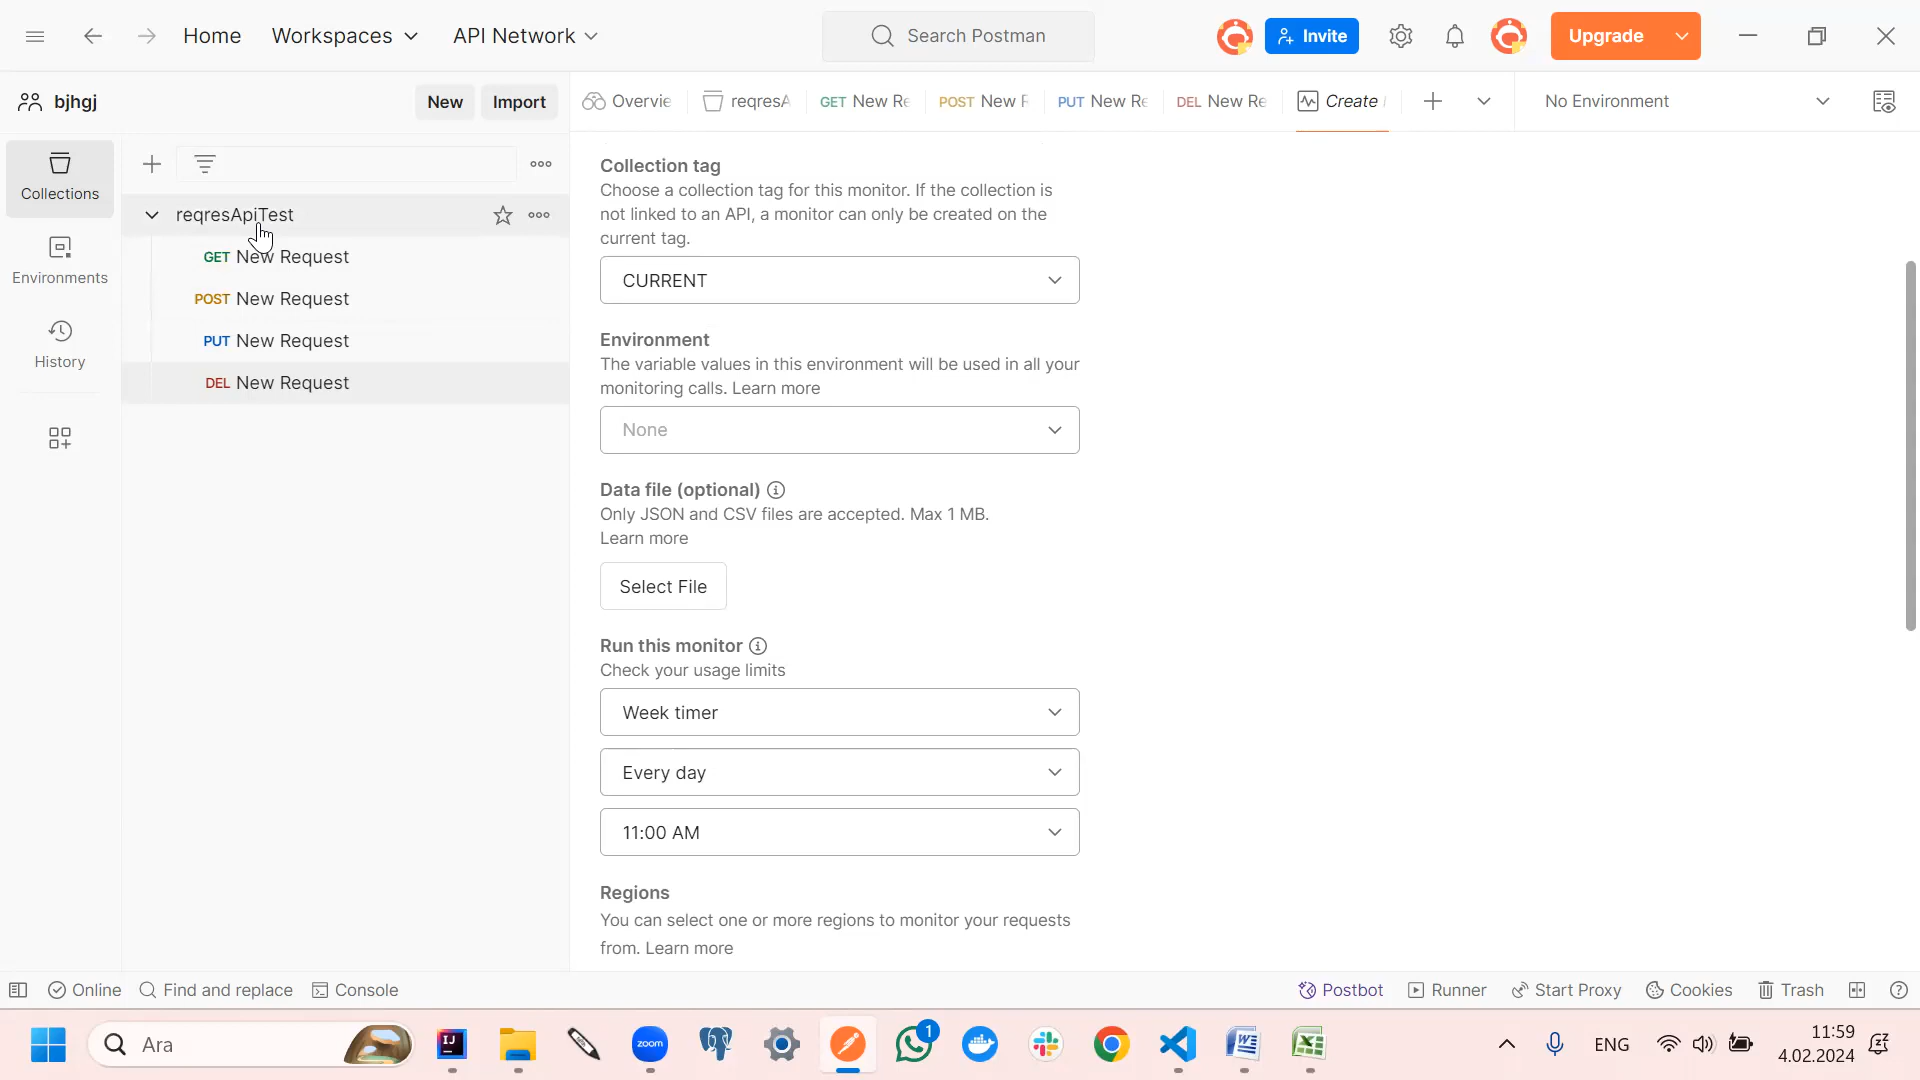 Home
Workspaces
API Network
Search Postman
Invite
Upgrade
bjhgj
New
Import
Overvie
reqresA
GET New Re
POST New R
PUT New Re
DEL New Re
Create
No Environment
Collections
Environments
History
reqresApiTest
GET New Request
POST New Request
PUT New Request
DEL New Request
Collection tag
Choose a collection tag for this monitor. If the collection is
not linked to an API, a monitor can only be created on the
current tag.
CURRENT
Environment
The variable values in this environment will be used in all your
monitoring calls. Learn more
None
Data file (optional)
Only JSON and CSV files are accepted. Max 1 MB.
Learn more
Select File
Run this monitor
Check your usage limits
Week timer
Every day
11:00 AM
Regions
You can select one or more regions to monitor your requests
from. Learn more
Online
Find and replace
Console
Postbot
Runner
Start Proxy
Cookies
Trash
Ara
IJ
zoom
1
ENG
11:59
4.02.2024